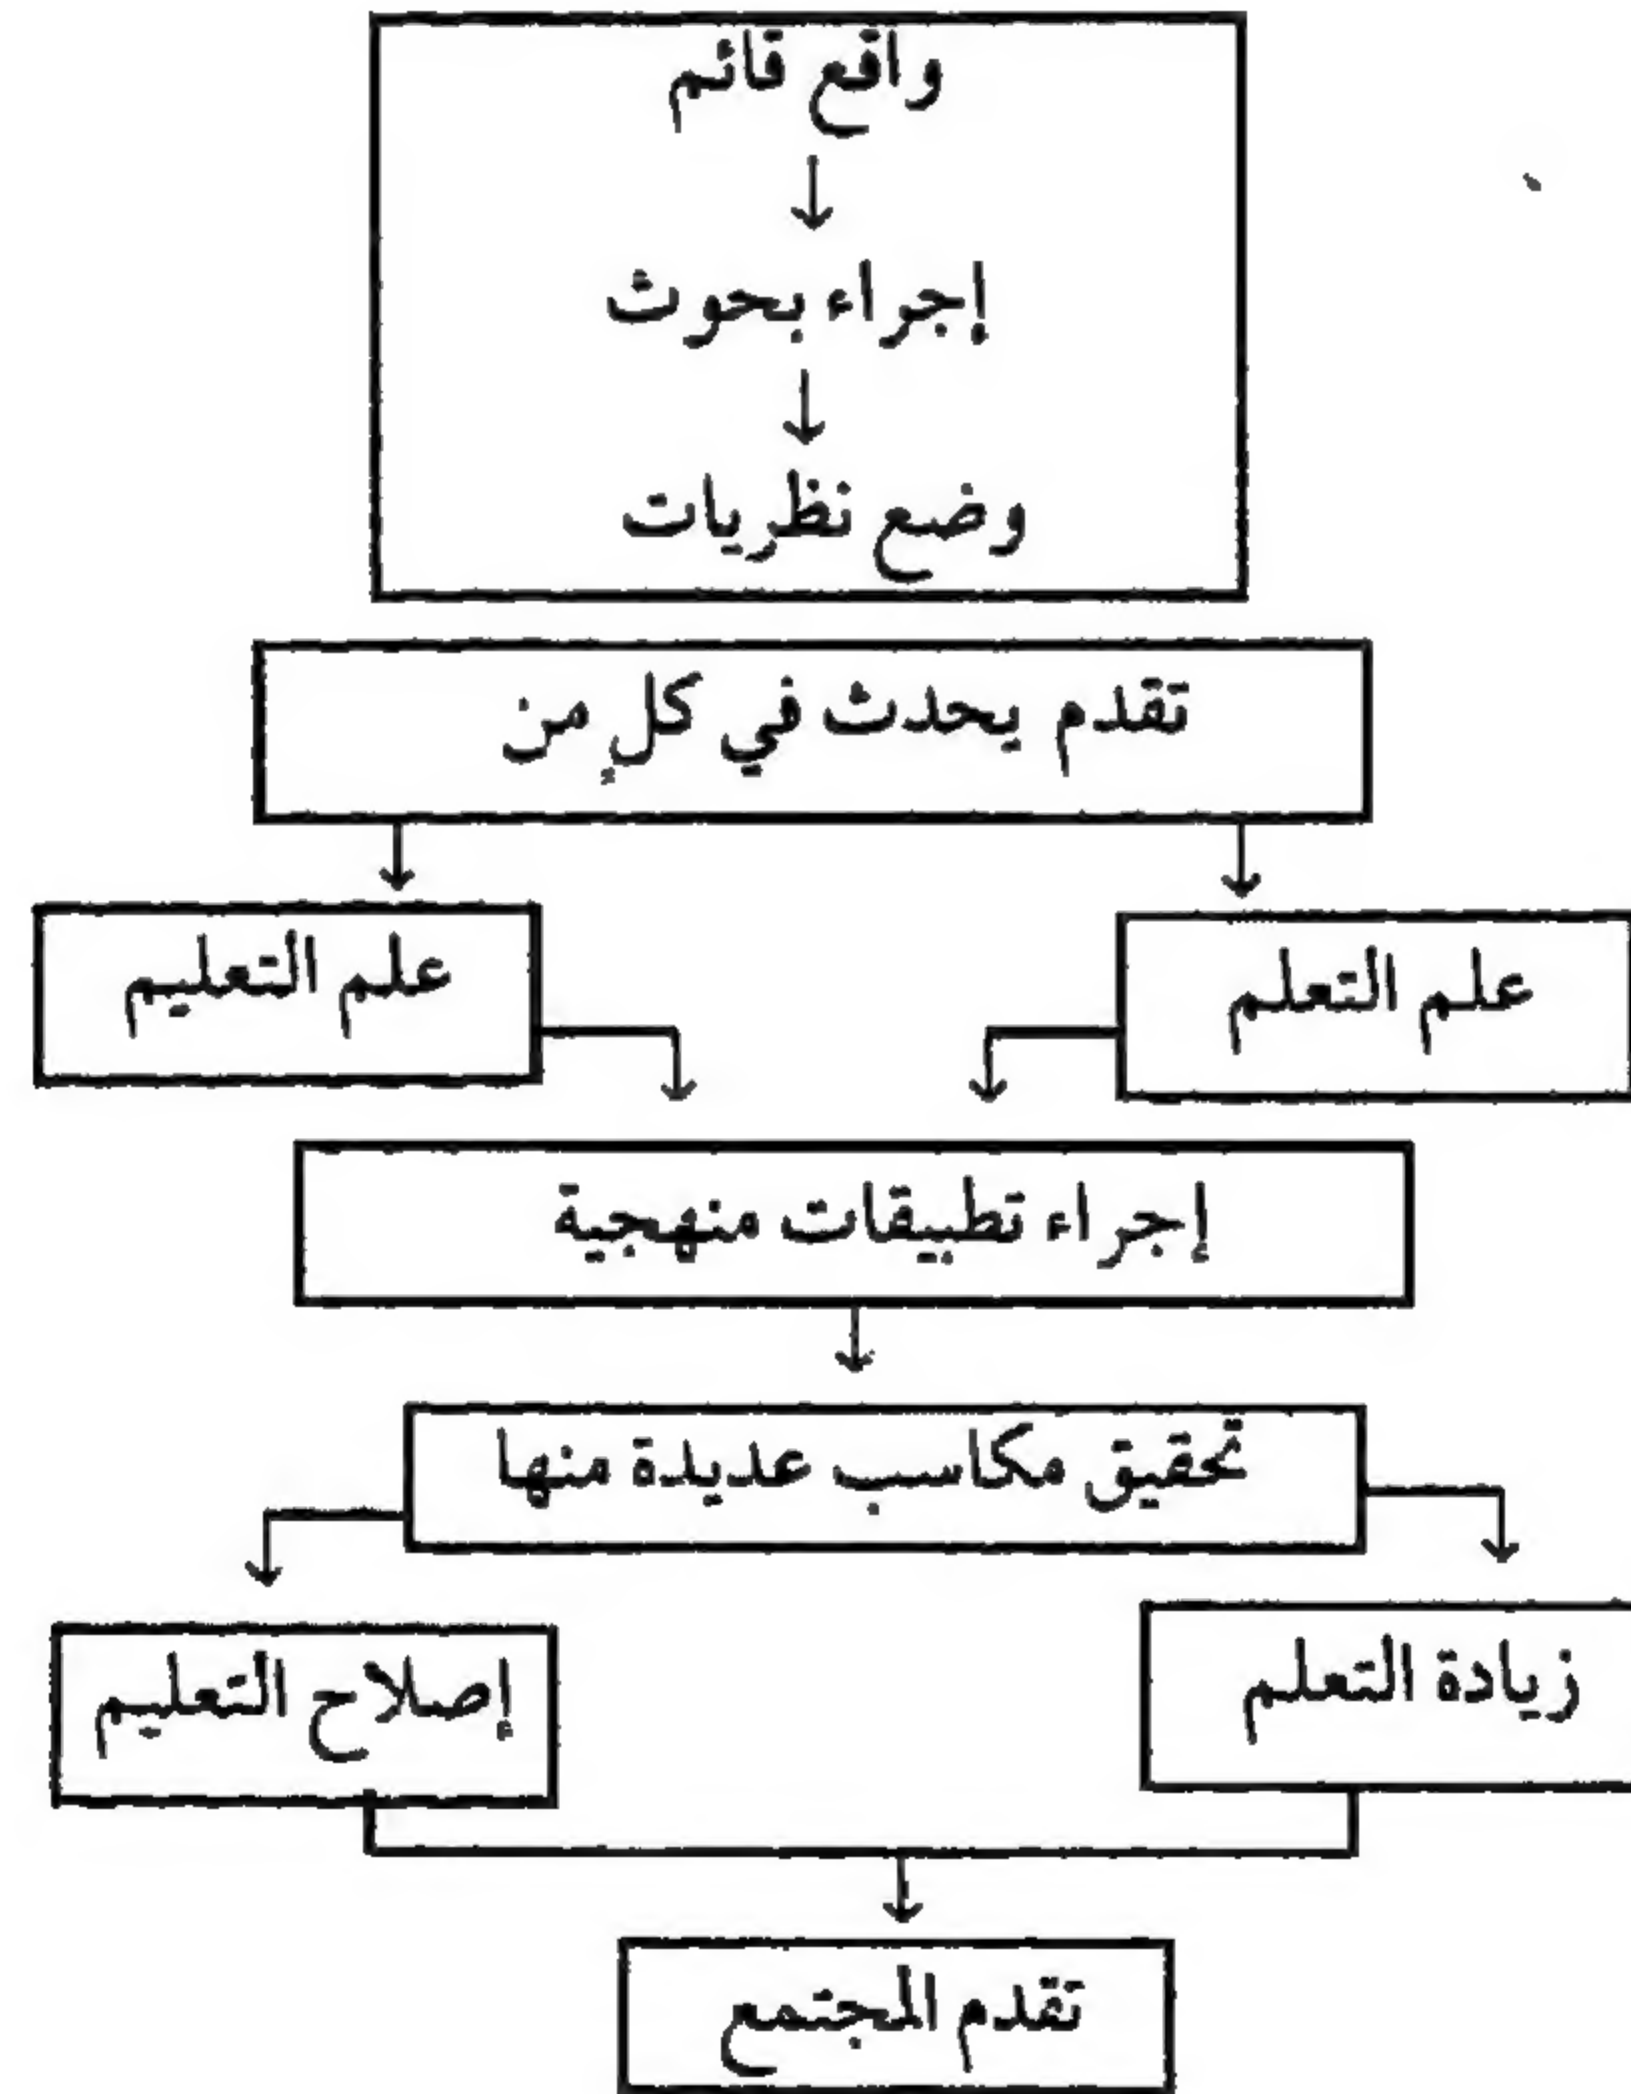 واقع قائم
إجراء بحوث
وضع نظريات
تقدم يحدث في كلٍ من
علم التعلم
علم التعليم
إجراء تطبيقات منهجية
تحقيق مكاسب عديدة منها
زيادة التعلم
إصلاح التعليم
تقدم المجتمع